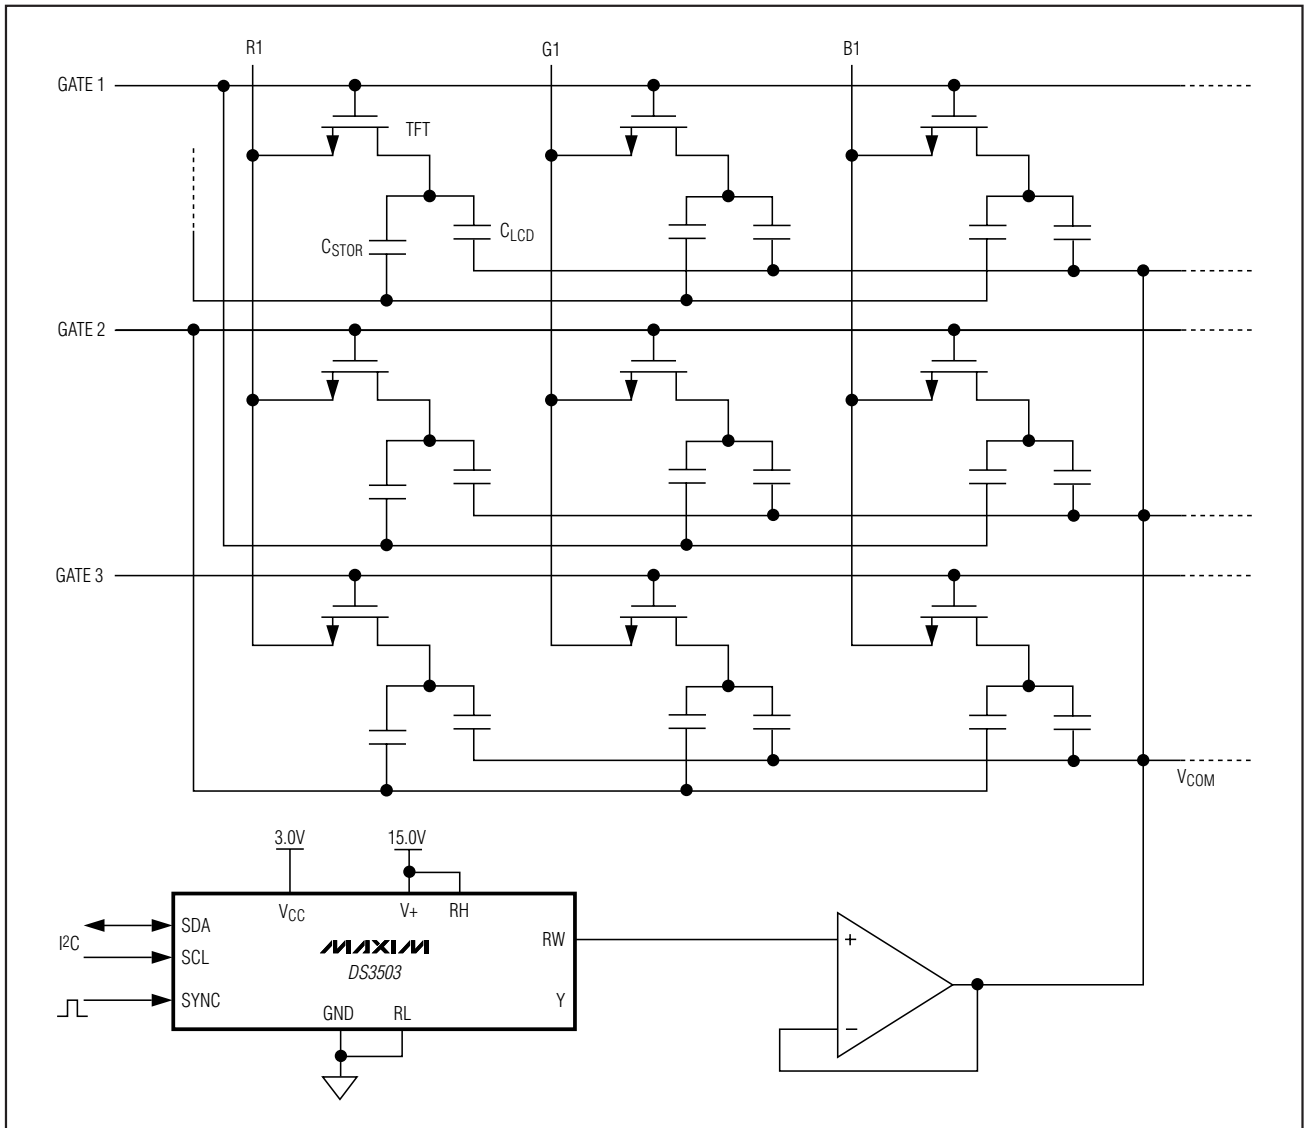 R1
G1
B1
GATE 1
TFT
CSTOR
CLCD
GATE 2
GATE 3
VCOM
3.0V
15.0V
VCC
V+
RH
SDA
I2C
SCL
SYNC
MAXIM
DS3503
RW
Y
GND
RL
+
−